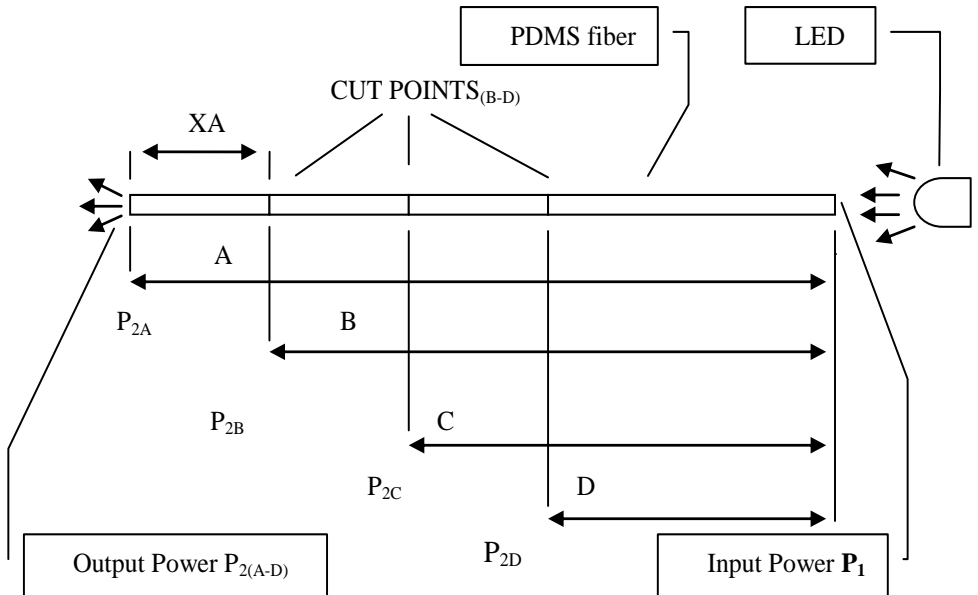 PDMS fiber
LED
CUT POINTS(B-D)
XA
A
P2A
B
P2B
C
P2C
D
P2D
Output Power P2(A-D)
Input Power P1